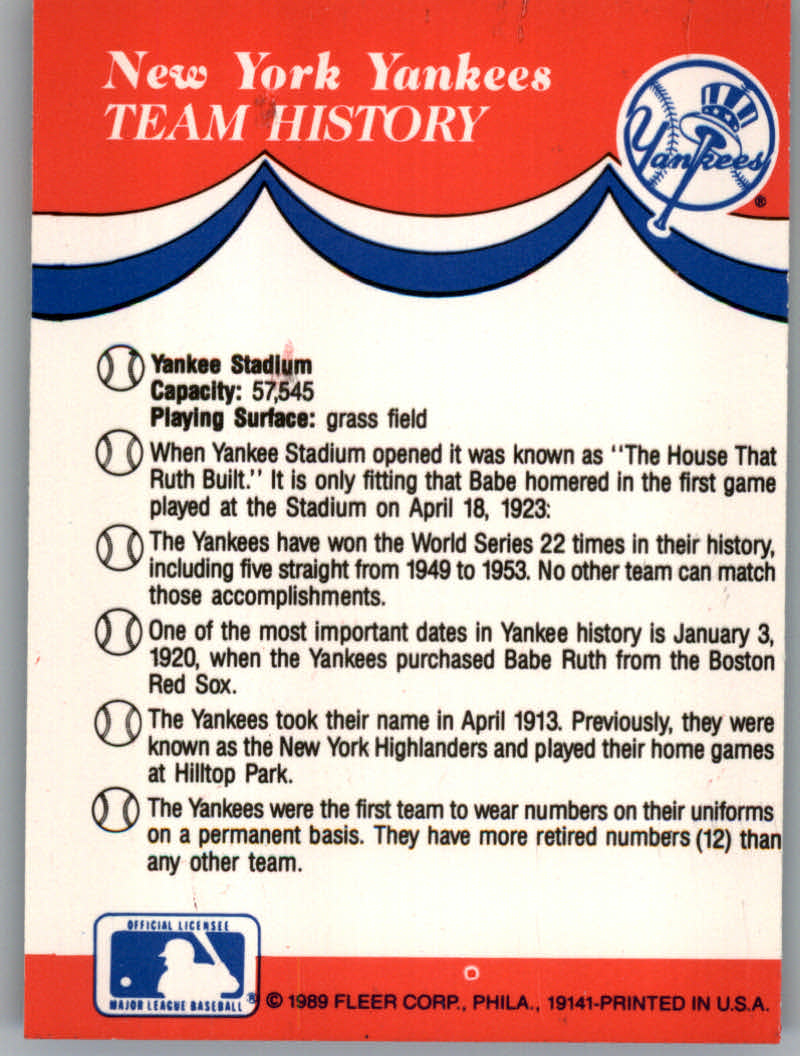 New York Yankees
TEAM HISTORY
Yankees
®
Yankee Stadium
Capacity: 57,545
Playing Surface: grass field
When Yankee Stadium opened it was known as "The House That
Ruth Built." It is only fitting that Babe homered in the first game
played at the Stadium on April 18, 1923:
The Yankees have won the World Series 22 times in their history,
including five straight from 1949 to 1953. No other team can match
those accomplishments.
One of the most important dates in Yankee history is January 3,
1920, when the Yankees purchased Babe Ruth from the Boston
Red Sox.
The Yankees took their name in April 1913. Previously, they were
known as the New York Highlanders and played their home games
at Hilltop Park.
The Yankees were the first team to wear numbers on their uniforms
on a permanent basis. They have more retired numbers (12) than
any other team.
OFFICIAL LICENSEE
MAJOR LEAGUE BASEBALL ®
© 1989 FLEER CORP., PHILA., 19141-PRINTED IN U.S.A.